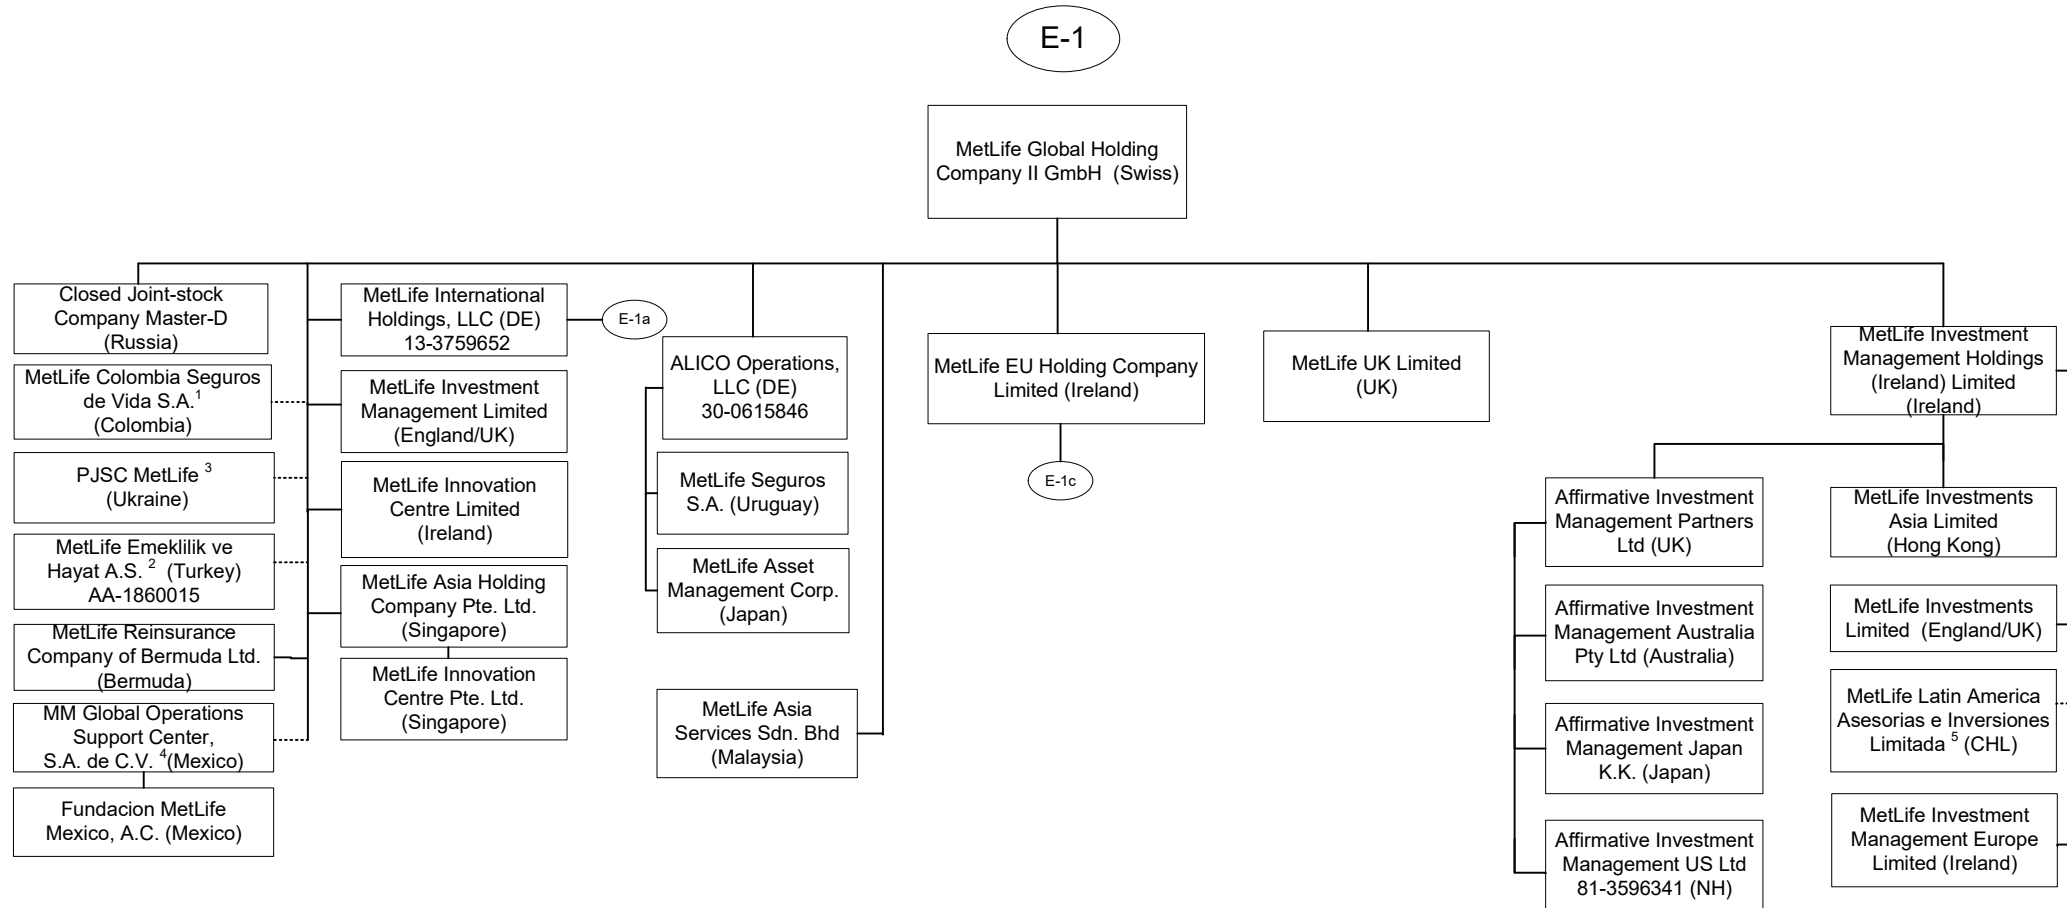 E-1
MetLife Global Holding
Company II GmbH (Swiss)
Closed Joint-stock
Company Master-D
(Russia)
MetLife Colombia Seguros
de Vida S.A.1
(Colombia)
PJSC MetLife 3
(Ukraine)
MetLife Emeklilik ve
Hayat A.S. 2 (Turkey)
AA-1860015
MetLife Reinsurance
Company of Bermuda Ltd.
(Bermuda)
MM Global Operations
Support Center,
S.A. de C.V. 4(Mexico)
Fundacion MetLife
Mexico, A.C. (Mexico)
MetLife International
Holdings, LLC (DE)
13-3759652
E-1a
MetLife Investment
Management Limited
(England/UK)
MetLife Innovation
Centre Limited
(Ireland)
MetLife Asia Holding
Company Pte. Ltd.
(Singapore)
MetLife Innovation
Centre Pte. Ltd.
(Singapore)
ALICO Operations,
LLC (DE)
30-0615846
MetLife Seguros
S.A. (Uruguay)
MetLife Asset
Management Corp.
(Japan)
MetLife Asia
Services Sdn. Bhd
(Malaysia)
MetLife EU Holding Company
Limited (Ireland)
E-1c
MetLife UK Limited
(UK)
MetLife Investment
Management Holdings
(Ireland) Limited
(Ireland)
Affirmative Investment
Management Partners
Ltd (UK)
Affirmative Investment
Management Australia
Pty Ltd (Australia)
Affirmative Investment
Management Japan
K.K. (Japan)
Affirmative Investment
Management US Ltd
81-3596341 (NH)
MetLife Investments
Asia Limited
(Hong Kong)
MetLife Investments
Limited (England/UK)
MetLife Latin America
Asesorias e Inversiones
Limitada 5 (CHL)
MetLife Investment
Management Europe
Limited (Ireland)